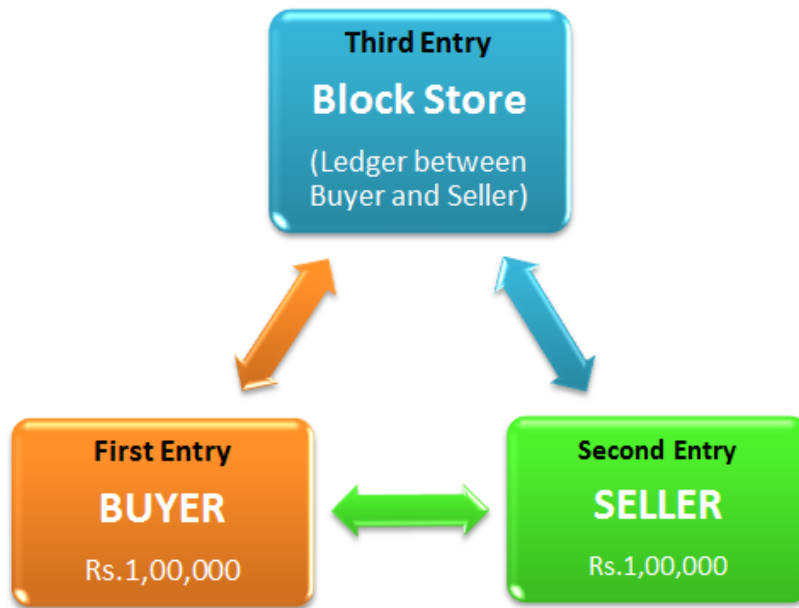 Third Entry
Block Store
(Ledger between
Buyer and Seller)
First Entry
BUYER
Rs.1,00,000
Second Entry
SELLER
Rs.1,00,000